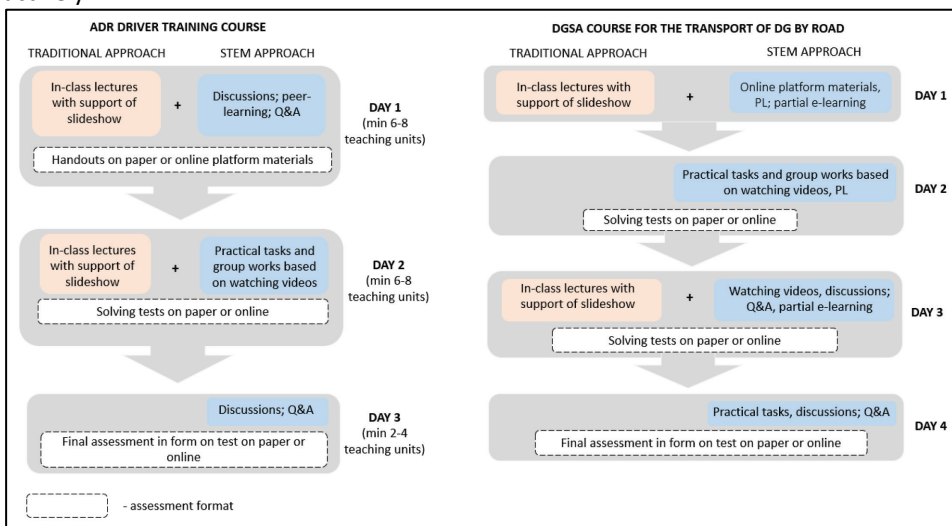 ADR DRIVER TRAINING COURSE
TRADITIONAL APPROACH
STEM APPROACH
In-class lectures
with support of
slideshow
+
Discussions; peer-
learning; Q&A
DAY 1
(min 6-8
teaching units)
Handouts on paper or online platform materials
In-class lectures
with support of
slideshow
+
Practical tasks and
group works based
on watching videos
DAY 2
(min 6-8
teaching units)
Solving tests on paper or online
Discussions; Q&A
DAY 3
(min 2-4
teaching units)
Final assessment in form on test on paper or
online
- assessment format
DGSA COURSE FOR THE TRANSPORT OF DG BY ROAD
TRADITIONAL APPROACH
STEM APPROACH
In-class lectures with
support of slideshow
+
Online platform materials,
PL; partial e-learning
DAY 1
Practical tasks and group works based
on watching videos, PL
DAY 2
Solving tests on paper or online
In-class lectures with
support of slideshow
+
Watching videos, discussions;
Q&A, partial e-learning
DAY 3
Solving tests on paper or online
Practical tasks, discussions; Q&A
DAY 4
Final assessment in form on test on paper or online